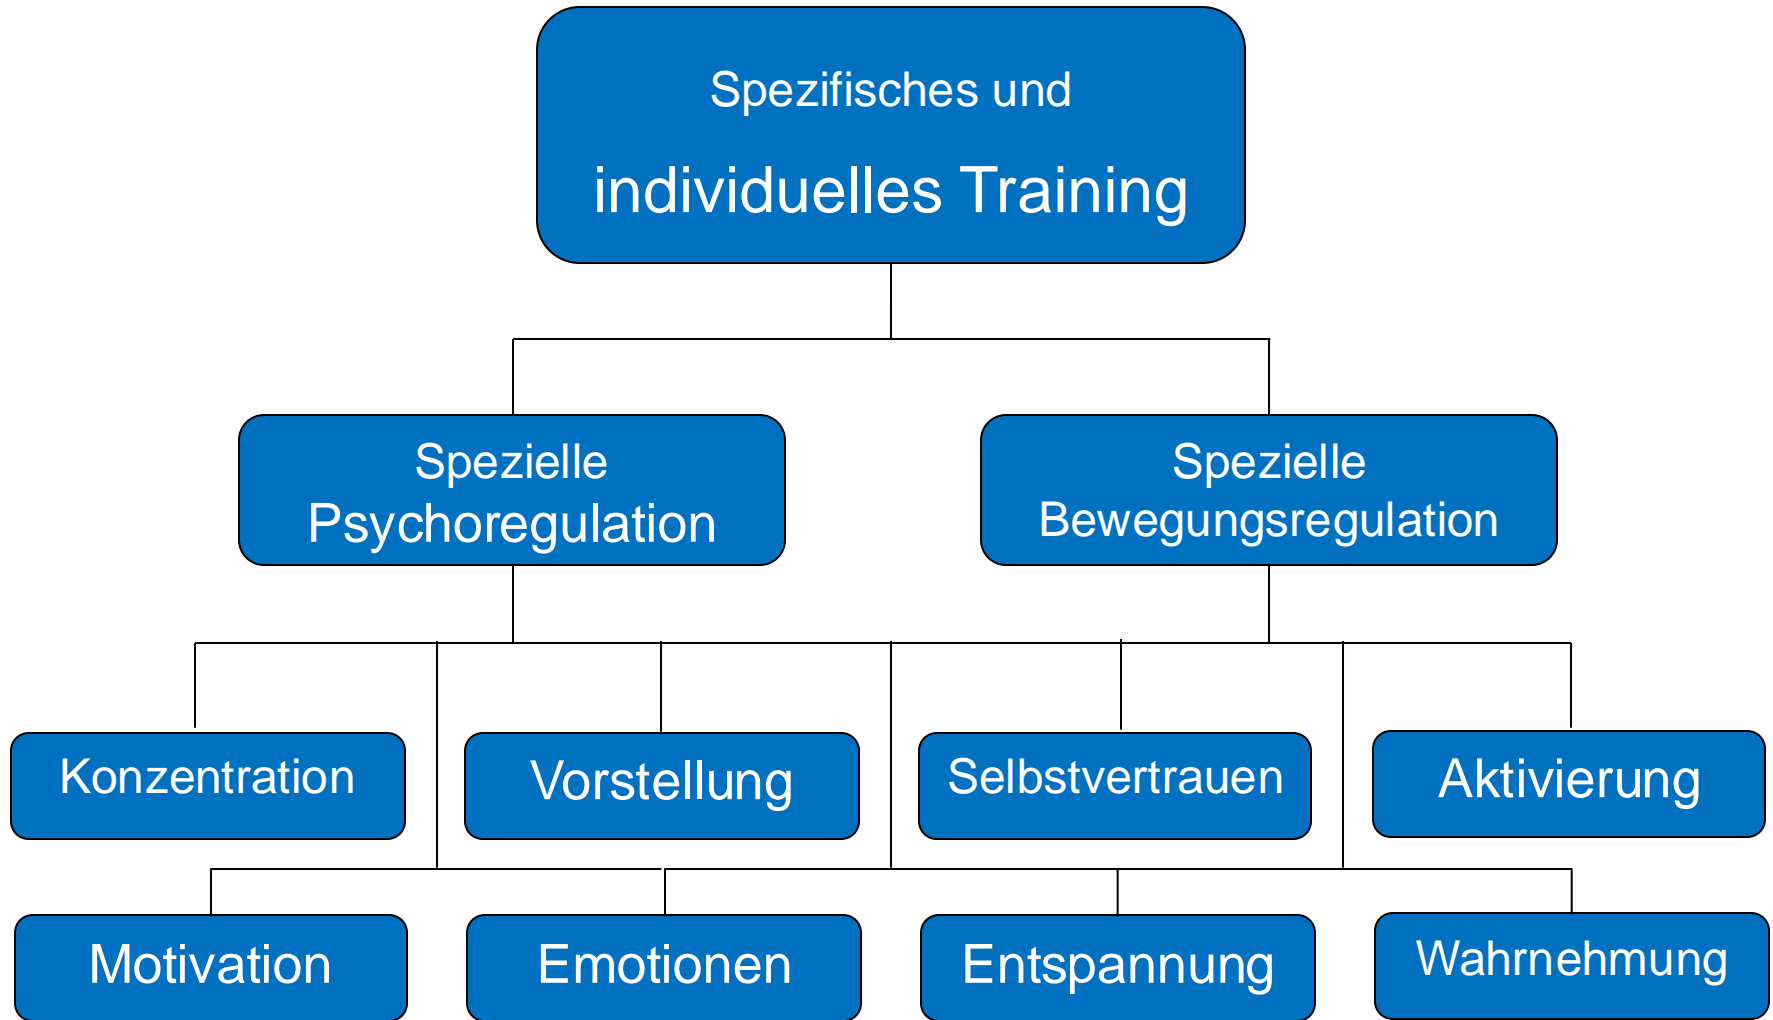 Spezifisches und
individuelles Training
Spezielle
Psychoregulation
Spezielle
Bewegungsregulation
Konzentration
Vorstellung
Selbstvertrauen
Aktivierung
Motivation
Emotionen
Entspannung
Wahrnehmung